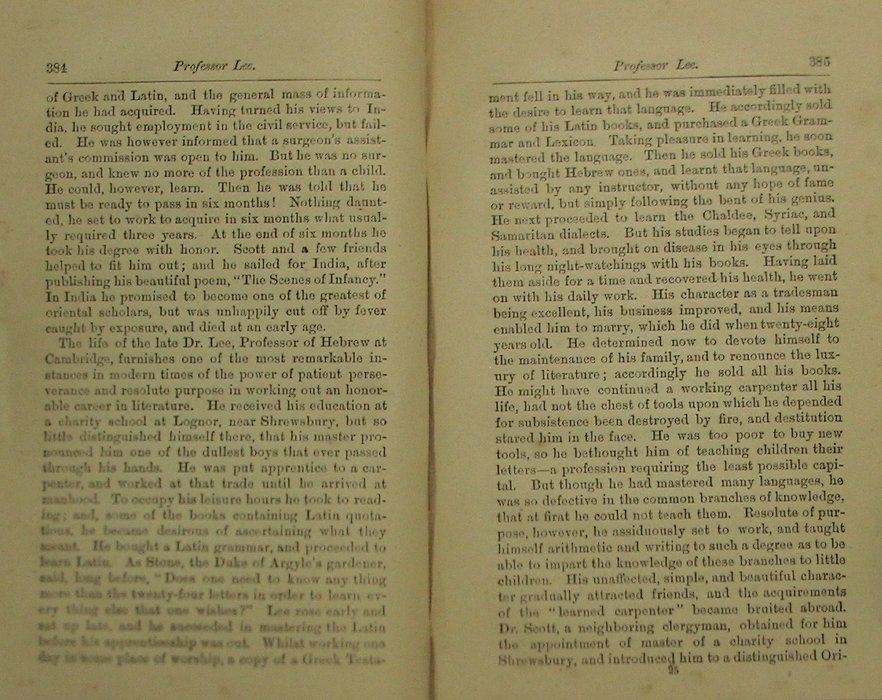 384
Professor Lee.
of Greek and Latin, and the general mass of informa-
tion he had acquired. Having turned his views to In-
dia, he sought employment in the civil service, but fail-
ed. He was however informed that a surgeon's assist-
ant's commission was open to him. But he was no sur-
geon, and knew no more of the profession than a child.
He could, however, learn. Then he was told that he
must be ready to pass in six months! Nothing daunt-
ed, he set to work to acquire in six months what usual-
ly required three years. At the end of six months he
took his degree with honor. Scott and a few friends
helped to fit him out; and he sailed for India, after
publishing his beautiful poem, "The Scenes of Infancy."
In India he promised to become one of the greatest of
oriental scholars, but was unhappily cut off by fever
caught by exposure, and died at an early age.
The life of the late Dr. Lee, Professor of Hebrew at
Cambridge, furnishes one of the most remarkable in-
stances in modern times of the power of patient perse-
verance and resolute purpose in working out an honor-
able career in literature. He received his education at
a charity school at Lognor, near Shrewsbury, but so
little distinguished himself there, that his master pro-
nounced him one of the dullest boys that ever passed
through his hands. He was put apprentice to a car-
penter, and worked at that trade until he arrived at
manhood. To occupy his leisure hours he took to read-
ing; and, some of the books containing Latin quota-
tions, he became desirous of ascertaining what they
meant. He bought a Latin grammar, and proceeded to
learn Latin. As Stone, the Duke of Argyle's gardener,
said, long before, "Does one need to know any thing
more than the twenty-four letters in order to learn ev-
ery thing else that one wishes?" Lee rose early and
sat up late, and he succeeded in mastering the Latin
before his apprenticeship was out. Whilst working one
day in some place of worship, a copy of a Greek Testa-
Professor Lee.
385
ment fell in his way, and he was immediately filled with
the desire to learn that language. He accordingly sold
some of his Latin books, and purchased a Greek Gram-
mar and Lexicon. Taking pleasure in learning, he soon
mastered the language. Then he sold his Greek books,
and bought Hebrew ones, and learnt that language, un-
assisted by any instructor, without any hope of fame
or reward, but simply following the bent of his genius.
He next proceeded to learn the Chaldee, Syriac, and
Samaritan dialects. But his studies began to tell upon
his health, and brought on disease in his eyes through
his long night-watchings with his books. Having laid
them aside for a time and recovered his health, he went
on with his daily work. His character as a tradesman
being excellent, his business improved, and his means
enabled him to marry, which he did when twenty-eight
years old. He determined now to devote himself to
the maintenance of his family, and to renounce the lux-
ury of literature; accordingly he sold all his books.
He might have continued a working carpenter all his
life, had not the chest of tools upon which he depended
for subsistence been destroyed by fire, and destitution
stared him in the face. He was too poor to buy new
tools, so he bethought him of teaching children their
letters—a profession requiring the least possible capi-
tal. But though he had mastered many languages, he
was so defective in the common branches of knowledge,
that at first he could not teach them. Resolute of pur-
pose, however, he assiduously set to work, and taught
himself arithmetic and writing to such a degree as to be
able to impart the knowledge of these branches to little
children. His unaffected, simple, and beautiful charac-
ter gradually attracted friends, and the acquirements
of the "learned carpenter" became bruited abroad.
Dr. Scott, a neighboring clergyman, obtained for him
the appointment of master of a charity school in
Shrewsbury, and introduced him to a distinguished Ori-
25